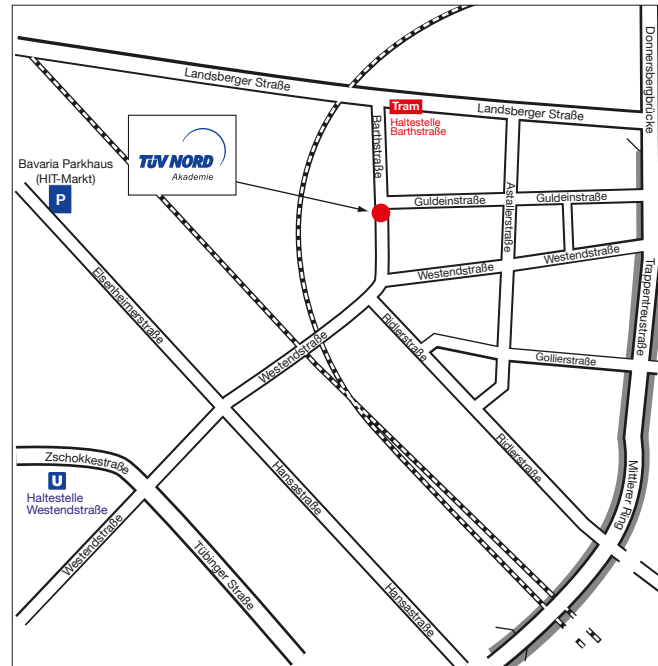 Landsberger Straße
Donnersbergbrücke
Tram
Haltestelle
Barthstraße
Landsberger Straße
Barthstraße
TÜV NORD
Akademie
Bavaria Parkhaus
(HIT-Markt)
P
Guldeinstraße
Astallerstraße
Guldeinstraße
Westendstraße
Westendstraße
Trappentreustraße
Elsenheimerstraße
Westendstraße
Ridlerstraße
Gollierstraße
Zschokkestraße
U
Haltestelle
Westendstraße
Hansastraße
Ridlerstraße
Mittlerer Ring
Westendstraße
Tübinger Straße
Hansastraße